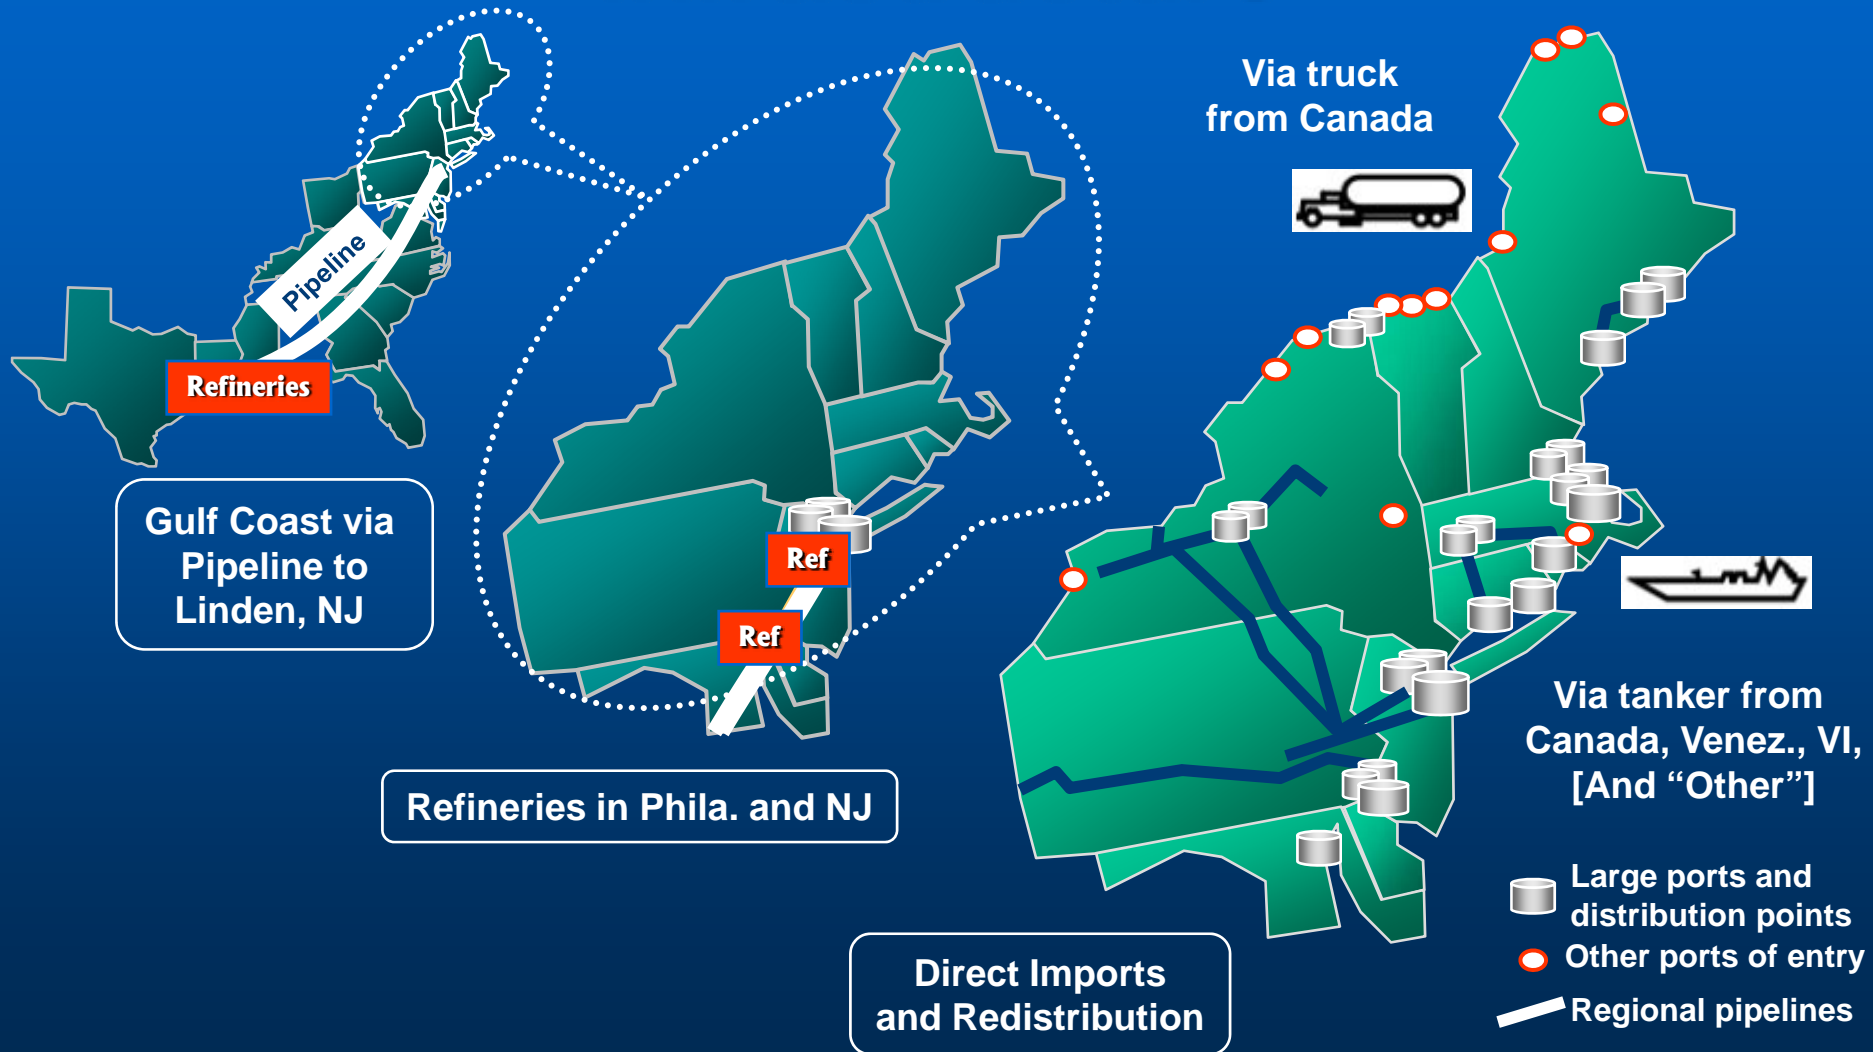 Pipeline
Refineries
Gulf Coast via
Pipeline to
Linden, NJ
Ref
Ref
Refineries in Phila. and NJ
Via truck
from Canada
Via tanker from
Canada, Venez., VI,
[And “Other”]
Direct Imports
and Redistribution
Large ports and
distribution points
Other ports of entry
Regional pipelines